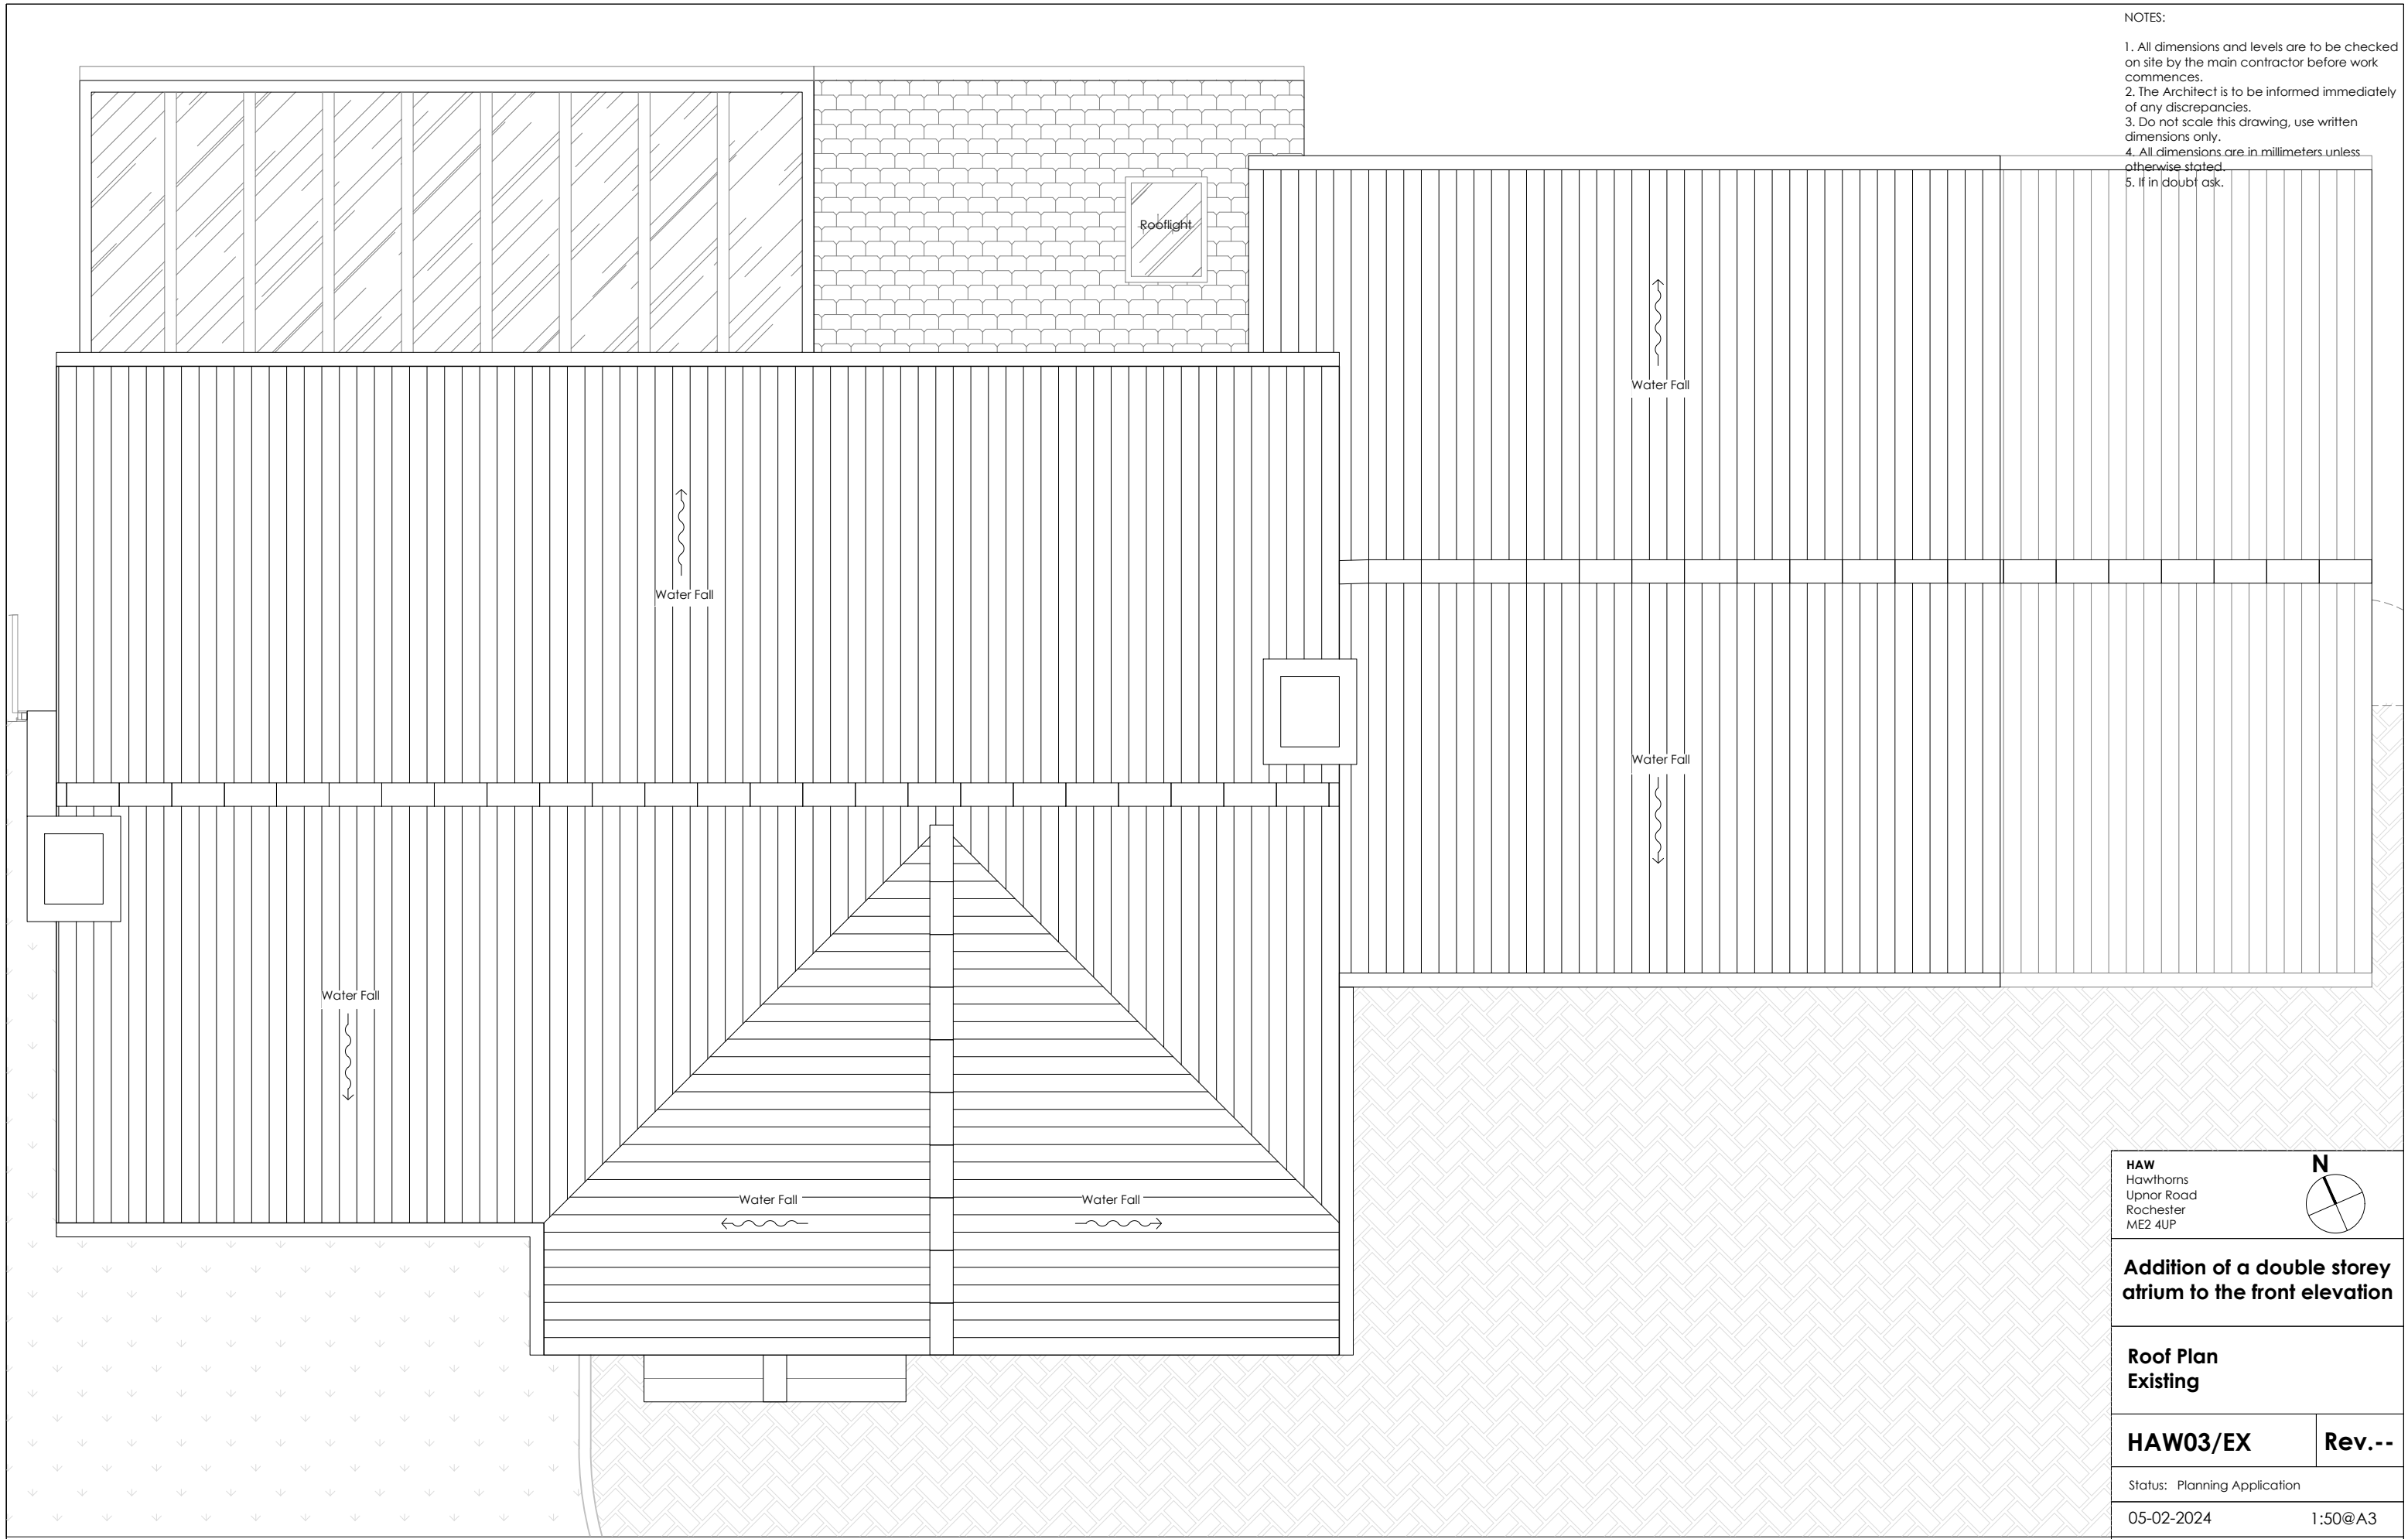 NOTES:
1. All dimensions and levels are to be checked
on site by the main contractor before work
commences.
2. The Architect is to be informed immediately
of any discrepancies.
3. Do not scale this drawing, use written
dimensions only.
4. All dimensions are in millimeters unless
otherwise stated.
5. If in doubt ask.
Rooflight
Water Fall
Water Fall
Water Fall
Water Fall
Water Fall
Water Fall
HAW
Hawthorns
Upnor Road
Rochester
ME2 4UP
N
Addition of a double storey
atrium to the front elevation
Roof Plan
Existing
HAW03/EX
Rev.--
Status: Planning Application
05-02-2024
1:50@A3